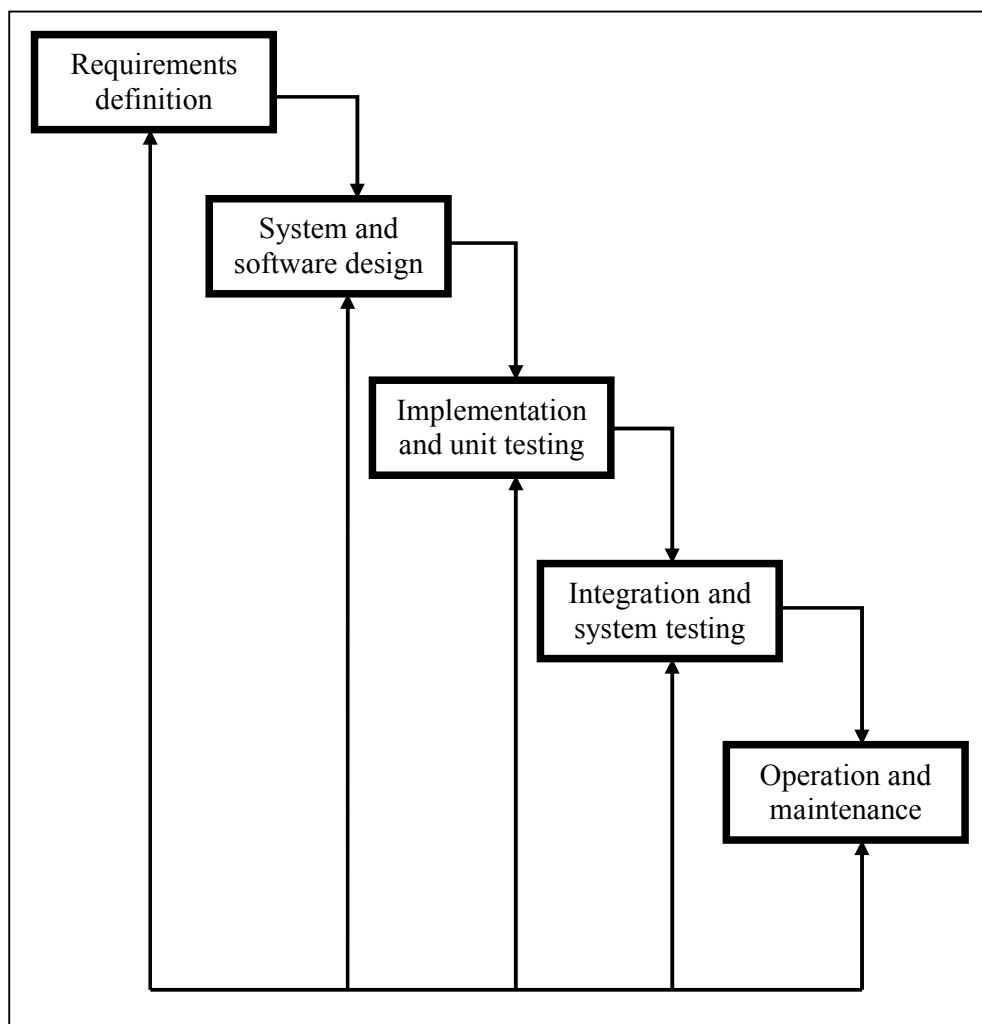 Requirements
definition
System and
software design
Implementation
and unit testing
Integration and
system testing
Operation and
maintenance